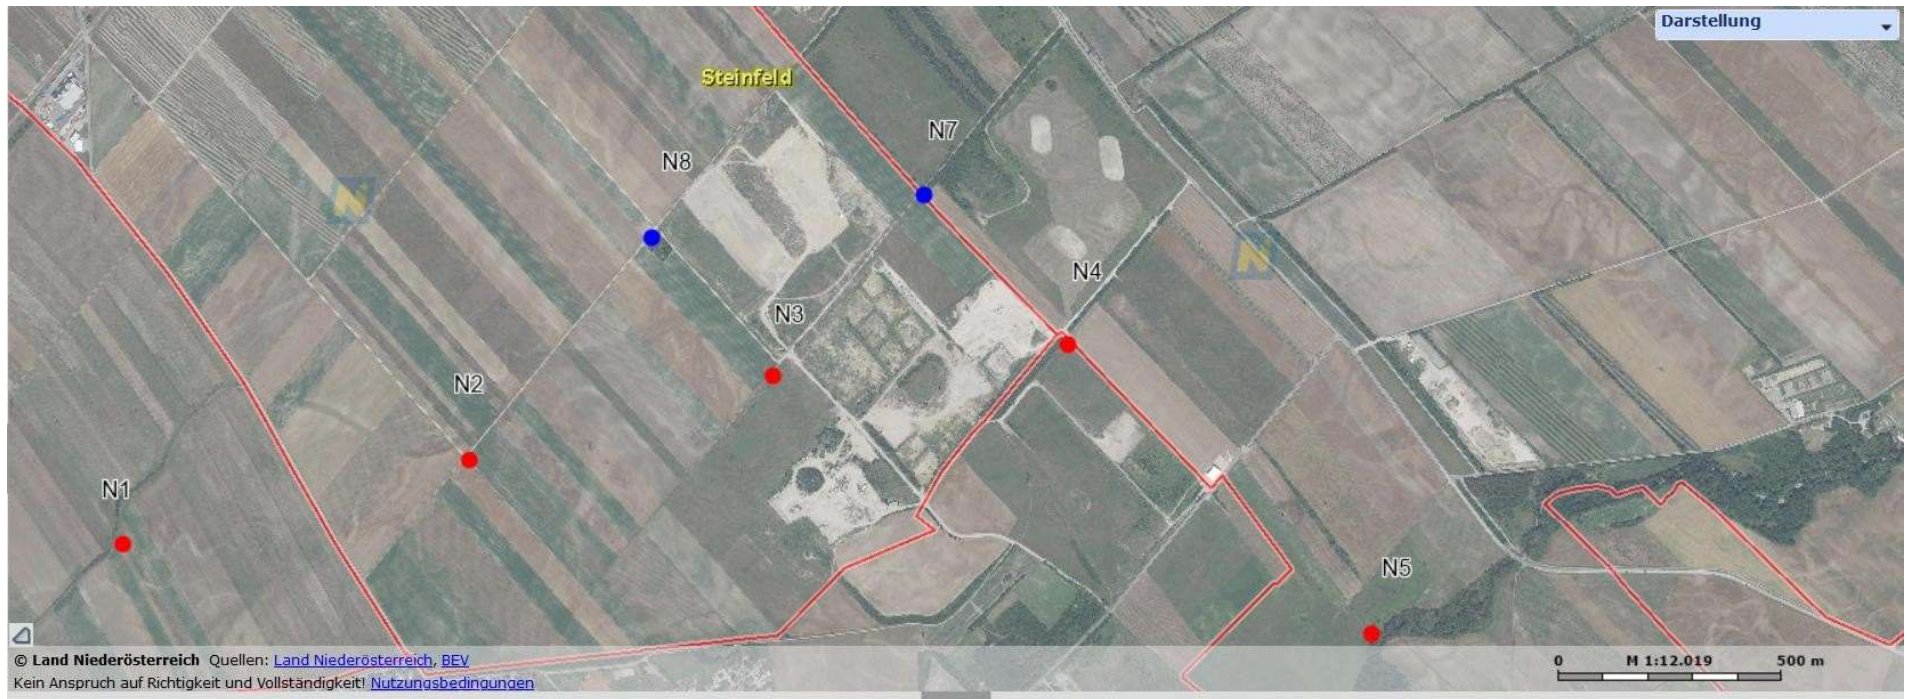 Darstellung
Steinfeld
N7
N8
N4
N3
N2
N1
N5
© Land Niederösterreich Quellen: Land Niederösterreich, BEV
Kein Anspruch auf Richtigkeit und Vollständigkeit! Nutzungsbedingungen
0 M 1:12.019 500 m